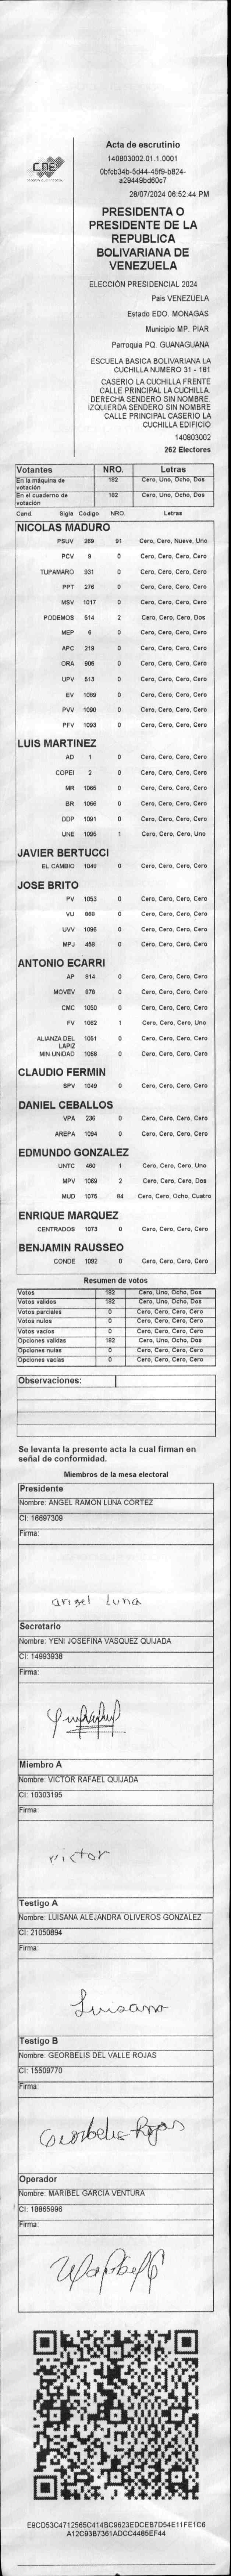 CNE
Acta de escrutinio
140803002.01.1.0001
0bfcb34b-5d44-45f9-b824-
a29449bd60c7
28/07/2024 06:52:44 PM
PRESIDENTA O
PRESIDENTE DE LA
REPUBLICA
BOLIVARIANA DE
VENEZUELA
ELECCIÓN PRESIDENCIAL 2024
Pais VENEZUELA
Estado EDO. MONAGAS
Municipio MP. PIAR
Parroquia PQ. GUANAGUANA
ESCUELA BASICA BOLIVARIANA LA
CUCHILLA NUMERO 31 - 181
CASERIO LA CUCHILLA FRENTE
CALLE PRINCIPAL LA CUCHILLA.
DERECHA SENDERO SIN NOMBRE.
IZQUIERDA SENDERO SIN NOMBRE
CALLE PRINCIPAL CASERIO LA
CUCHILLA EDIFICIO
140803002
262 Electores
Votantes NRO. Letras
En la máquina de votación 182 Cero, Uno, Ocho, Dos
En el cuaderno de votación 182 Cero, Uno, Ocho, Dos
Cand. Sigla Código NRO. Letras
NICOLAS MADURO
PSUV 269 91 Cero, Cero, Nueve, Uno
PCV 9 0 Cero, Cero, Cero, Cero
TUPAMARO 931 0 Cero, Cero, Cero, Cero
PPT 276 0 Cero, Cero, Cero, Cero
MSV 1017 0 Cero, Cero, Cero, Cero
PODEMOS 514 2 Cero, Cero, Cero, Dos
MEP 6 0 Cero, Cero, Cero, Cero
APC 219 0 Cero, Cero, Cero, Cero
ORA 906 0 Cero, Cero, Cero, Cero
UPV 513 0 Cero, Cero, Cero, Cero
EV 1089 0 Cero, Cero, Cero, Cero
PVV 1090 0 Cero, Cero, Cero, Cero
PFV 1093 0 Cero, Cero, Cero, Cero
LUIS MARTINEZ
AD 1 0 Cero, Cero, Cero, Cero
COPEI 2 0 Cero, Cero, Cero, Cero
MR 1065 0 Cero, Cero, Cero, Cero
BR 1066 0 Cero, Cero, Cero, Cero
DDP 1091 0 Cero, Cero, Cero, Cero
UNE 1095 1 Cero, Cero, Cero, Uno
JAVIER BERTUCCI
EL CAMBIO 1048 0 Cero, Cero, Cero, Cero
JOSE BRITO
PV 1053 0 Cero, Cero, Cero, Cero
VU 868 0 Cero, Cero, Cero, Cero
UVV 1096 0 Cero, Cero, Cero, Cero
MPJ 458 0 Cero, Cero, Cero, Cero
ANTONIO ECARRI
AP 914 0 Cero, Cero, Cero, Cero
MOVEV 878 0 Cero, Cero, Cero, Cero
CMC 1050 0 Cero, Cero, Cero, Cero
FV 1062 1 Cero, Cero, Cero, Uno
ALIANZA DEL LAPIZ 1051 0 Cero, Cero, Cero, Cero
MIN UNIDAD 1088 0 Cero, Cero, Cero, Cero
CLAUDIO FERMIN
SPV 1049 0 Cero, Cero, Cero, Cero
DANIEL CEBALLOS
VPA 236 0 Cero, Cero, Cero, Cero
AREPA 1094 0 Cero, Cero, Cero, Cero
EDMUNDO GONZALEZ
UNTC 480 1 Cero, Cero, Cero, Uno
MPV 1069 2 Cero, Cero, Cero, Dos
MUD 1075 84 Cero, Cero, Ocho, Cuatro
ENRIQUE MARQUEZ
CENTRADOS 1073 0 Cero, Cero, Cero, Cero
BENJAMIN RAUSSEO
CONDE 1092 0 Cero, Cero, Cero, Cero
Resumen de votos
Votos 182 Cero, Uno, Ocho, Dos
Votos validos 182 Cero, Uno, Ocho, Dos
Votos parciales 0 Cero, Cero, Cero, Cero
Votos nulos 0 Cero, Cero, Cero, Cero
Votos vacios 0 Cero, Cero, Cero, Cero
Opciones validas 182 Cero, Uno, Ocho, Dos
Opciones nulas 0 Cero, Cero, Cero, Cero
Opciones vacias 0 Cero, Cero, Cero, Cero
Observaciones:
Se levanta la presente acta la cual firman en
señal de conformidad.
Miembros de la mesa electoral
Presidente
Nombre: ANGEL RAMON LUNA CORTEZ
CI: 16697309
Firma:
angel Luna
Secretario
Nombre: YENI JOSEFINA VASQUEZ QUIJADA
CI: 14993938
Firma:
Miembro A
Nombre: VICTOR RAFAEL QUIJADA
CI: 10303195
Firma:
victor
Testigo A
Nombre: LUISANA ALEJANDRA OLIVEROS GONZALEZ
CI: 21050894
Firma:
Luisana
Testigo B
Nombre: GEORBELIS DEL VALLE ROJAS
CI: 15509770
Firma:
Georbelis Rojas
Operador
Nombre: MARIBEL GARCIA VENTURA
CI: 18865996
Firma:
E9CD53C4712565C414BC9623EDCEB7D54E11FE1C6
A12C93B7361ADCC4485EF44